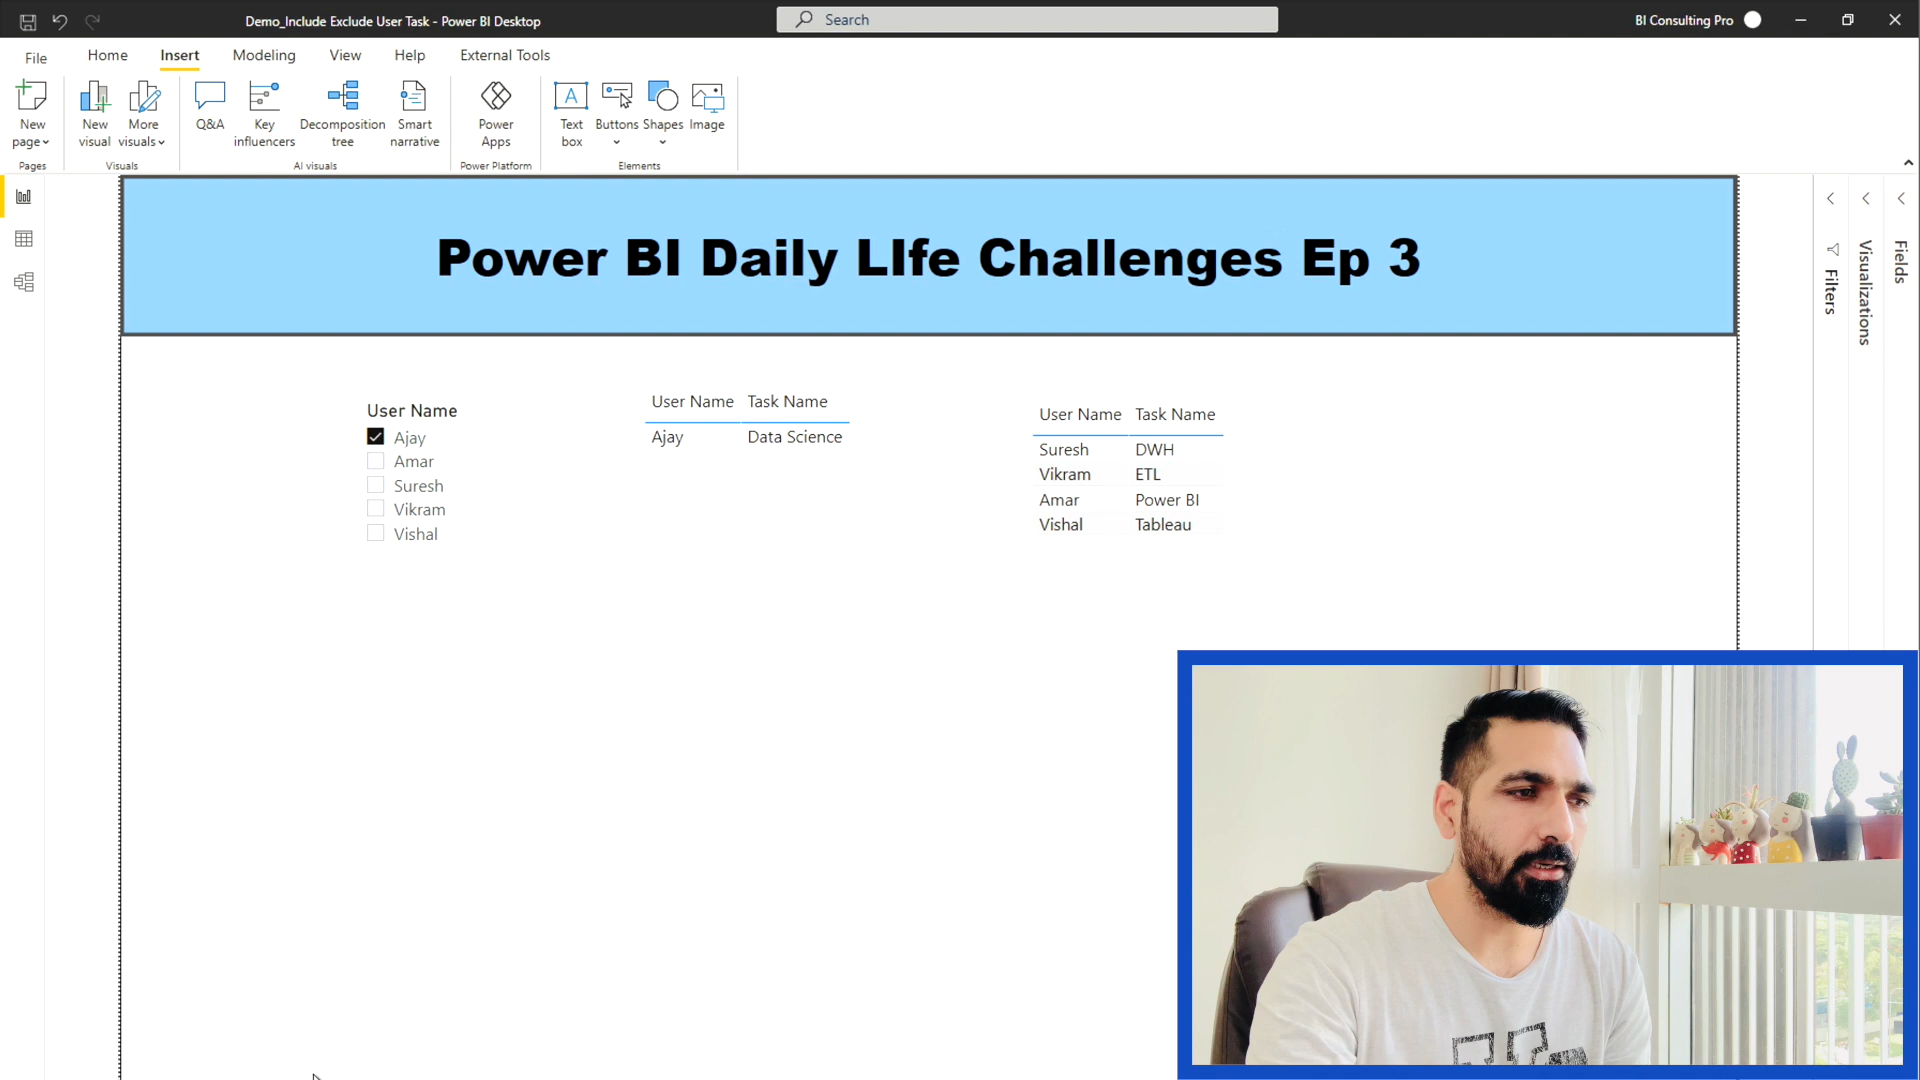 Demo_Include Exclude User Task - Power BI Desktop
Search
BI Consulting Pro
File
Home
Insert
Modeling
View
Help
External Tools
New page
New visual
More visuals
Q&A
Key influencers
Decomposition tree
Smart narrative
Power Apps
Text box
Buttons
Shapes
Image
Pages
Visuals
AI visuals
Power Platform
Elements
Power BI Daily LIfe Challenges Ep 3
User Name
Ajay
Amar
Suresh
Vikram
Vishal
User Name Task Name
Ajay Data Science
User Name Task Name
Suresh DWH
Vikram ETL
Amar Power BI
Vishal Tableau
Filters
Visualizations
Fields